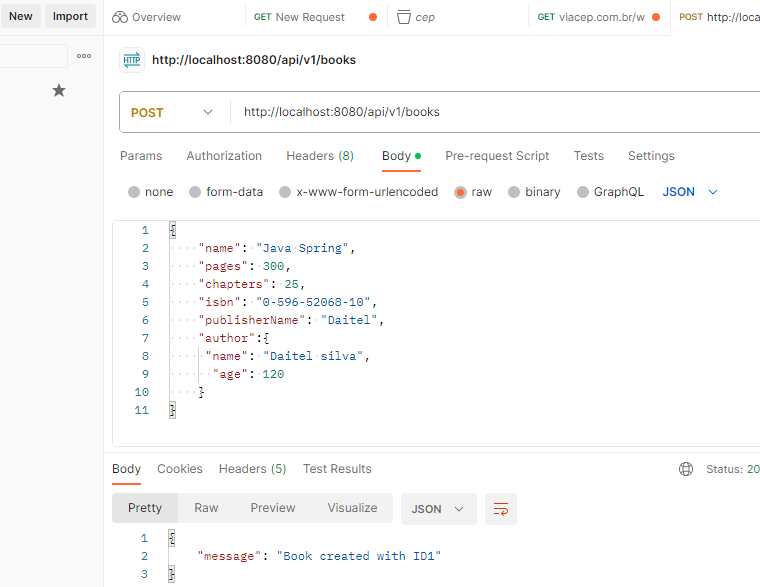 New Import Overview GET New Request cep GET viacep.com.br/w POST http://loca
HTTP http://localhost:8080/api/v1/books
POST http://localhost:8080/api/v1/books
Params Authorization Headers (8) Body Pre-request Script Tests Settings
none form-data x-www-form-urlencoded raw binary GraphQL JSON
1 {
2 "name": "Java Spring",
3 "pages": 300,
4 "chapters": 25,
5 "isbn": "0-596-52068-10",
6 "publisherName": "Daitel",
7 "author":{
8 "name": "Daitel silva",
9 "age": 120
10 }
11 }
Body Cookies Headers (5) Test Results Status: 20
Pretty Raw Preview Visualize JSON
1 {
2 "message": "Book created with ID1"
3 }